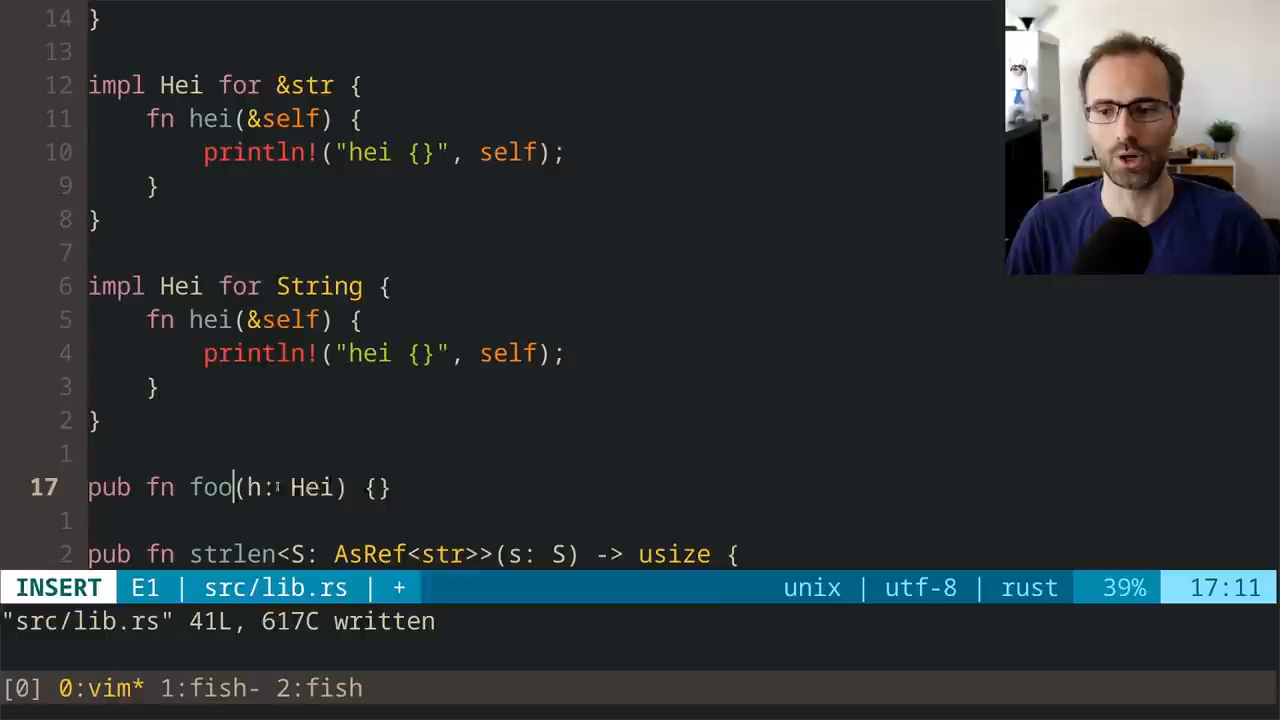 14 }
13
12 impl Hei for &str {
11     fn hei(&self) {
10         println!("hei {}", self);
9     }
8 }
7
6 impl Hei for String {
5     fn hei(&self) {
4         println!("hei {}", self);
3     }
2 }
1
17 pub fn foo(h: Hei) {}
1
2 pub fn strlen<S: AsRef<str>>(s: S) -> usize {
INSERT E1 | src/lib.rs | + unix | utf-8 | rust 39% 17:11
"src/lib.rs" 41L, 617C written
[0] 0:vim* 1:fish- 2:fish